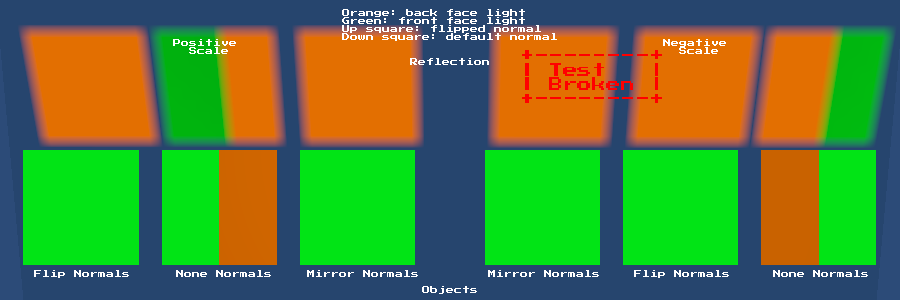 Orange: back face light
Green: front face light
Up square: flipped normal
Down square: default normal
Positive
Scale
Negative
Scale
Reflection
Test
Broken
Flip Normals
None Normals
Mirror Normals
Mirror Normals
Flip Normals
None Normals
Objects